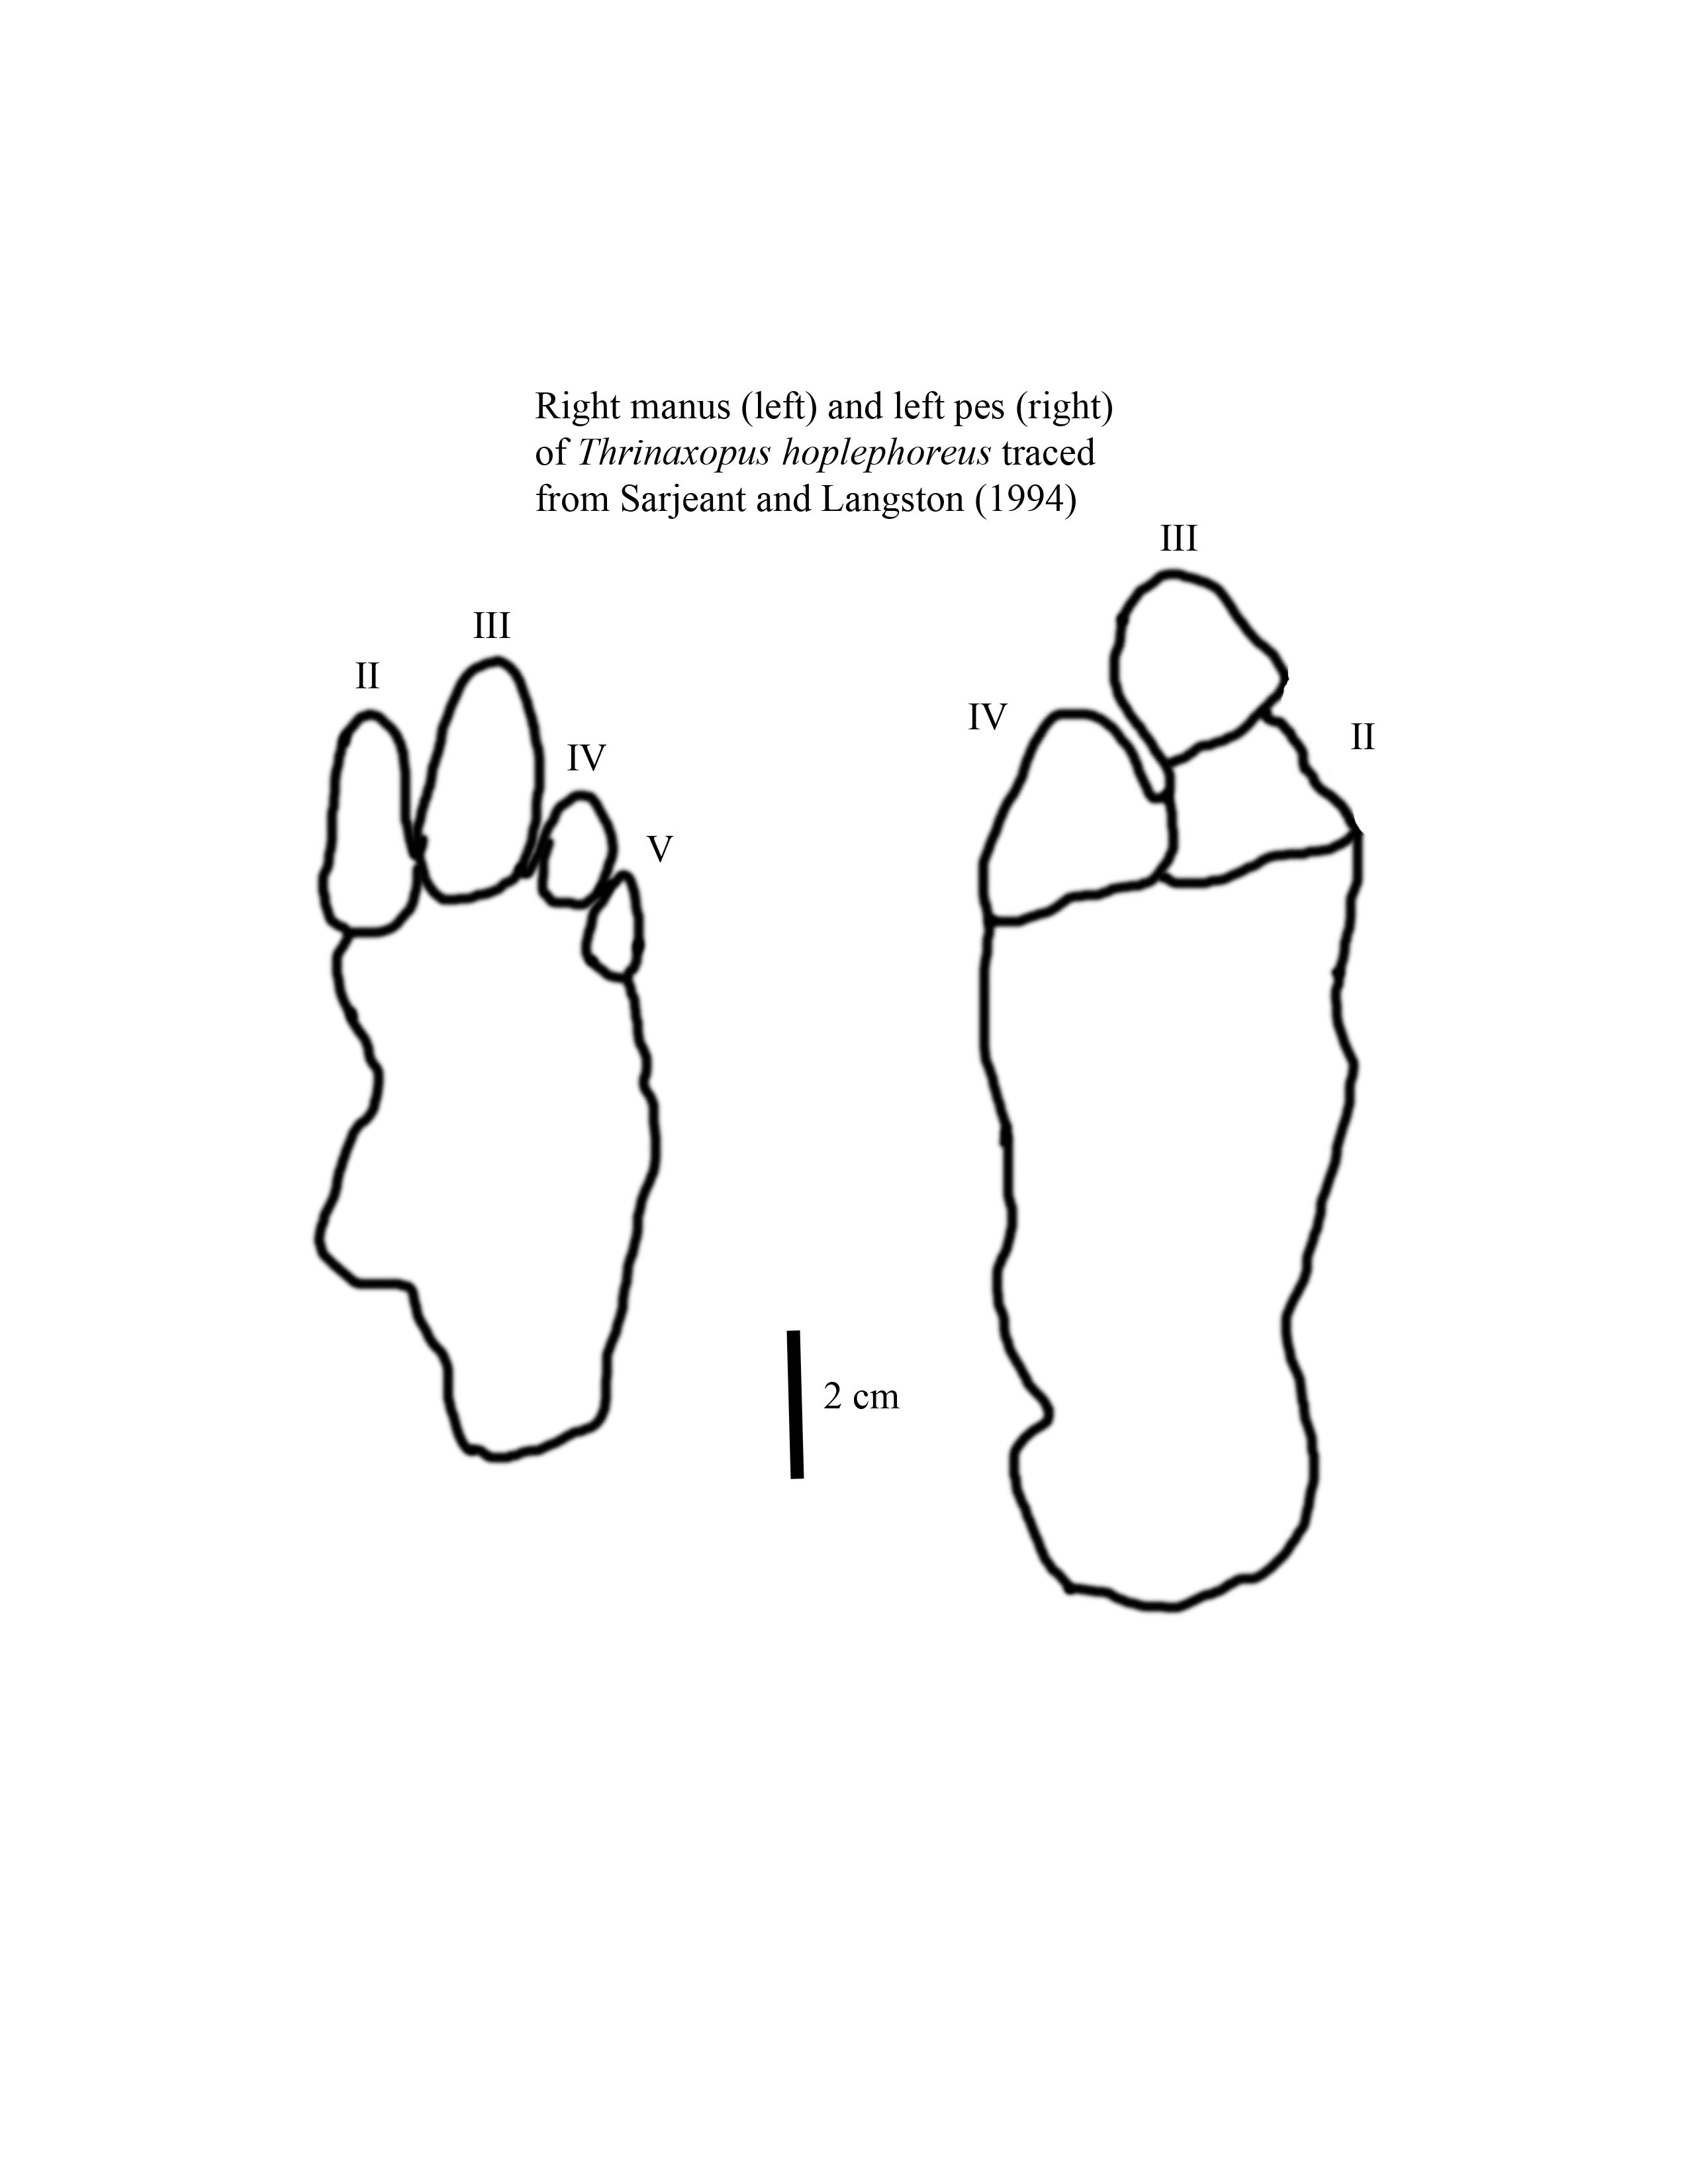 Right manus (left) and left pes (right)
of Thrinaxopus hoplephoreus traced
from Sarjeant and Langston (1994)
III
III
II
IV
II
IV
V
2 cm